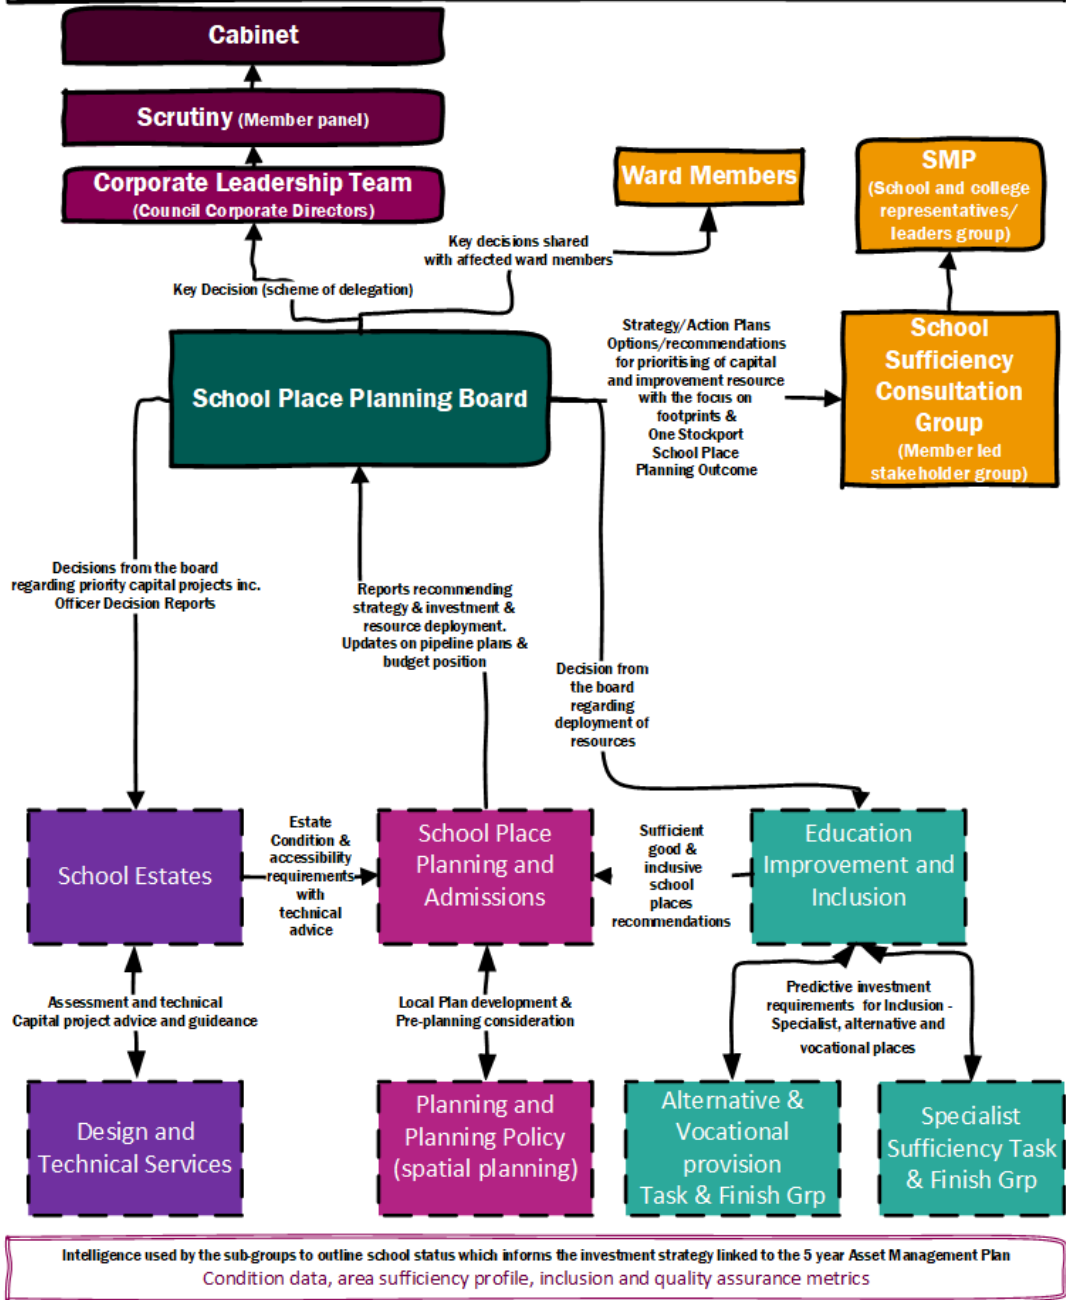 Cabinet
Scrutiny (Member panel)
Corporate Leadership Team
(Council Corporate Directors)
Ward Members
SMP
(School and college
representatives/
leaders group)
Key decisions shared
with affected ward members
Key Decision (scheme of delegation)
School Place Planning Board
Strategy/Action Plans
Options/recommendations
for prioritising of capital
and improvement resource
with the focus on
footprints &
One Stockport
School Place
Planning Outcome
School
Sufficiency
Consultation
Group
(Member led
stakeholder group)
Decisions from the board
regarding priority capital projects inc.
Officer Decision Reports
Reports recommending
strategy & investment &
resource deployment.
Updates on pipeline plans &
budget position
Decision from
the board
regarding
deployment of
resources
School Estates
Estate
Condition &
accessibility
requirements
with
technical
advice
School Place
Planning and
Admissions
Sufficient
good &
inclusive
school
places
recommendations
Education
Improvement and
Inclusion
Assessment and technical
Capital project advice and guideance
Local Plan development &
Pre-planning consideration
Predictive investment
requirements for Inclusion -
Specialist, alternative and
vocational places
Design and
Technical Services
Planning and
Planning Policy
(spatial planning)
Alternative &
Vocational
provision
Task & Finish Grp
Specialist
Sufficiency Task
& Finish Grp
Intelligence used by the sub-groups to outline school status which informs the investment strategy linked to the 5 year Asset Management Plan
Condition data, area sufficiency profile, inclusion and quality assurance metrics